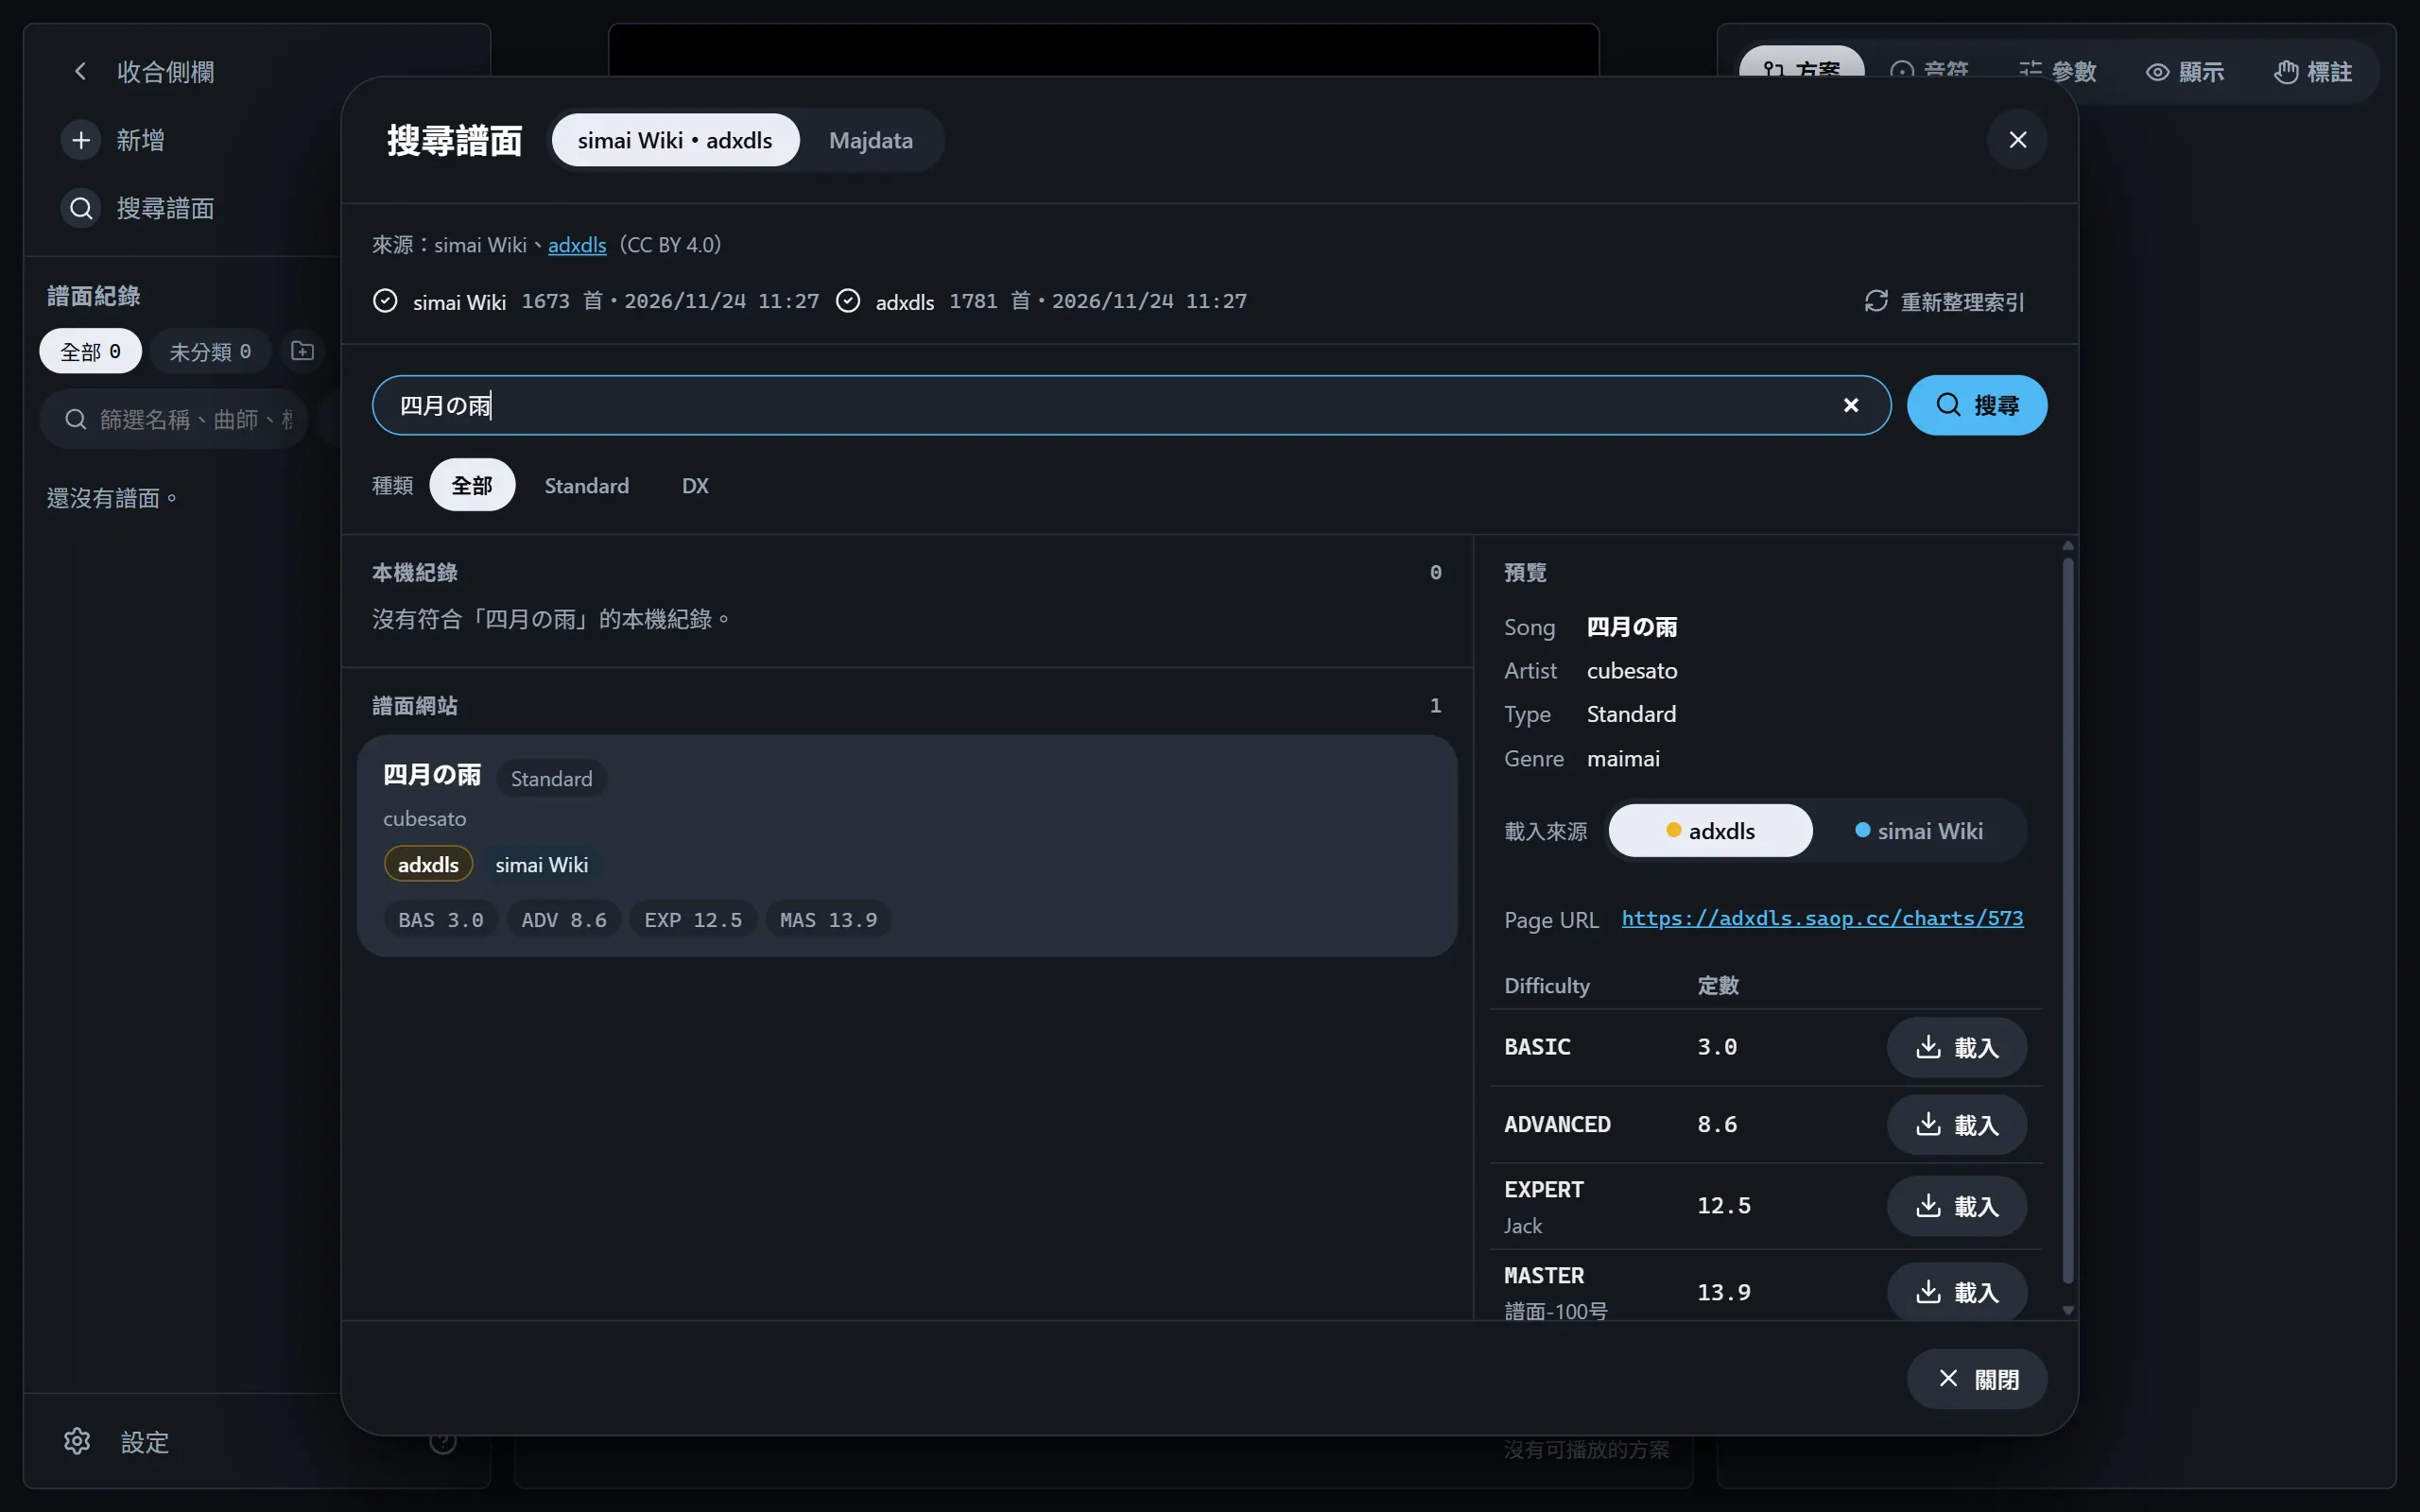 收合側欄
新增
搜尋譜面
譜面紀錄
全部 0
未分類 0
篩選名稱、曲師、
還沒有譜面。
設定
方案
音符
參數
顯示
標註
搜尋譜面
simai Wiki・adxdls
Majdata
來源：simai Wiki、adxdls（CC BY 4.0）
simai Wiki 1673 首・2026/11/24 11:27
adxdls 1781 首・2026/11/24 11:27
重新整理索引
四月の雨
搜尋
種類
全部
Standard
DX
本機紀錄
0
沒有符合「四月の雨」的本機紀錄。
譜面網站
1
四月の雨
Standard
cubesato
adxdls
simai Wiki
BAS 3.0
ADV 8.6
EXP 12.5
MAS 13.9
預覽
Song 四月の雨
Artist cubesato
Type Standard
Genre maimai
載入來源
adxdls
simai Wiki
Page URL https://adxdls.saop.cc/charts/573
Difficulty 定數
BASIC 3.0 載入
ADVANCED 8.6 載入
EXPERT 12.5 載入
Jack
MASTER 13.9 載入
譜面-100号
關閉
沒有可播放的方案